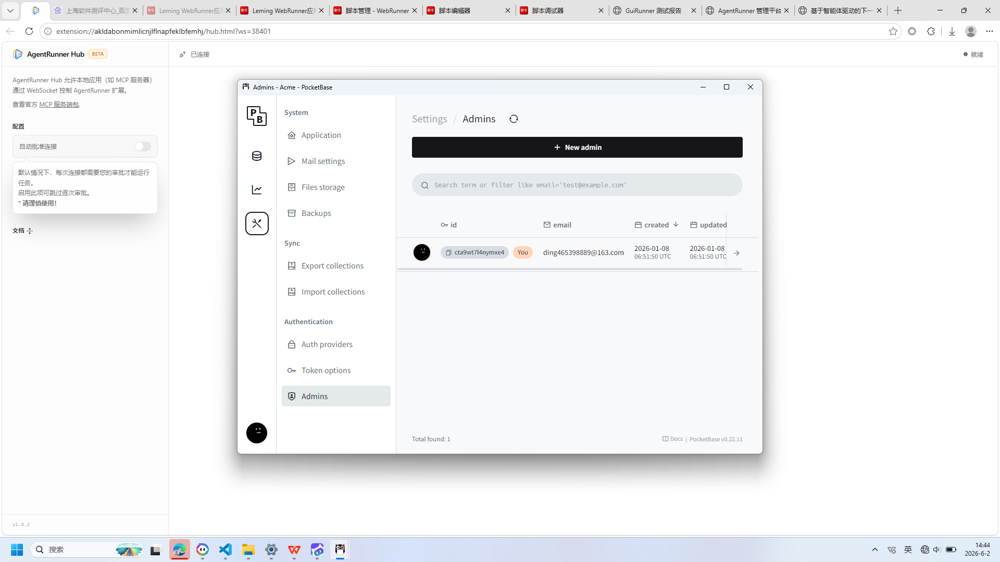 上海软件测评中心_百度
Leming WebRunner应用
Leming WebRunner应用
脚本管理 - WebRunner
脚本编辑器
脚本调试器
GuiRunner 测试报告
AgentRunner 管理平台
基于智能体驱动的下一
extension://akldabonmimlicnjlflnapfeklbfemhj/hub.html?ws=38401
AgentRunner Hub BETA
已连接
就绪
AgentRunner Hub 允许本地应用（如 MCP 服务器）
通过 WebSocket 控制 AgentRunner 扩展。
查看官方 MCP 服务端包。
配置
自动批准连接
默认情况下，每次连接都需要您的审批才能运行
任务。
启用此项可跳过逐次审批。
* 请谨慎使用！
文档
v1.8.2
Admins - Acme - PocketBase
P
B
System
Application
Mail settings
Files storage
Backups
Sync
Export collections
Import collections
Authentication
Auth providers
Token options
Admins
Settings / Admins
New admin
Search term or filter like email='test@example.com'
id email created updated
cta9wt7l4nymxe4 You ding465398889@163.com 2026-01-08 2026-01-08
06:51:50 UTC 06:51:50 UTC
Total found: 1
Docs | PocketBase v0.22.11
搜索
英
14:44
2026-6-2